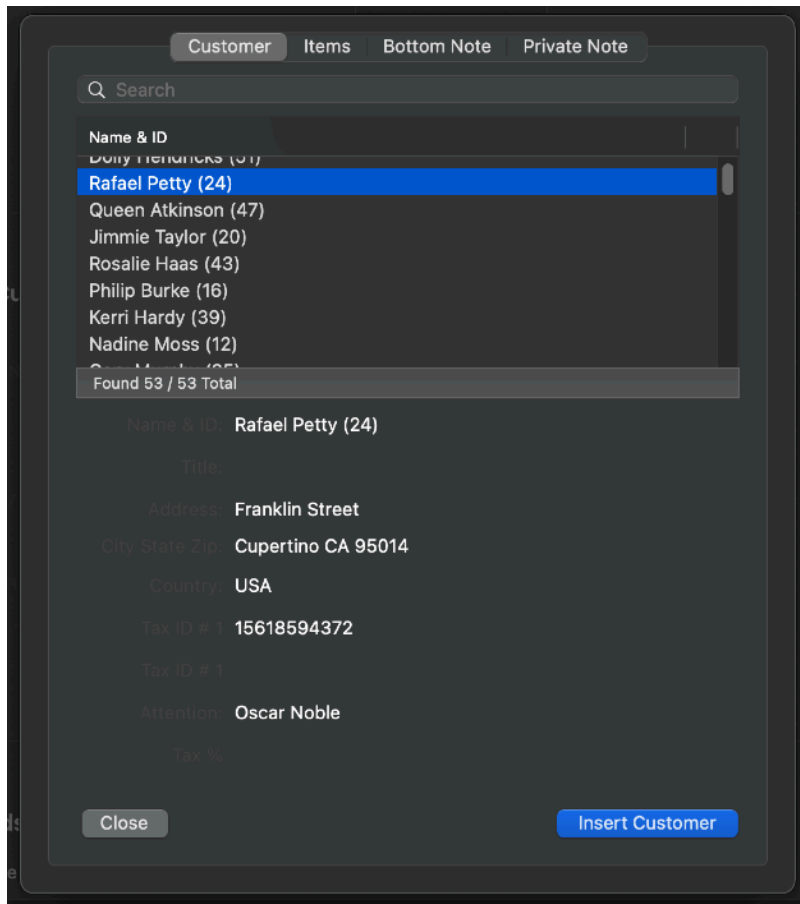 Customer Items Bottom Note Private Note
Search
Name & ID
Dolly Hendricks (51)
Rafael Petty (24)
Queen Atkinson (47)
Jimmie Taylor (20)
Rosalie Haas (43)
Philip Burke (16)
Kerri Hardy (39)
Nadine Moss (12)
Found 53 / 53 Total
Name & ID: Rafael Petty (24)
Title:
Address: Franklin Street
City State Zip: Cupertino CA 95014
Country: USA
Tax ID # 1 15618594372
Tax ID # 1
Attention: Oscar Noble
Tax %
Close Insert Customer